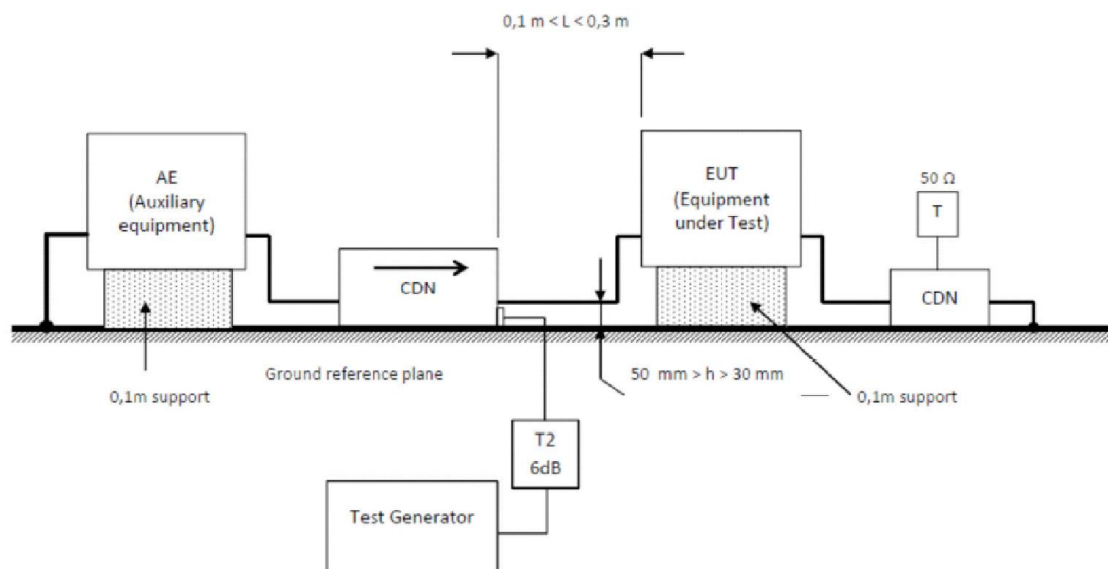 0,1 m < L < 0,3 m
AE
(Auxiliary
equipment)
EUT
(Equipment
under Test)
50 Ω
T
CDN
CDN
Ground reference plane
50 mm > h > 30 mm
0,1m support
0,1m support
T2
6dB
Test Generator